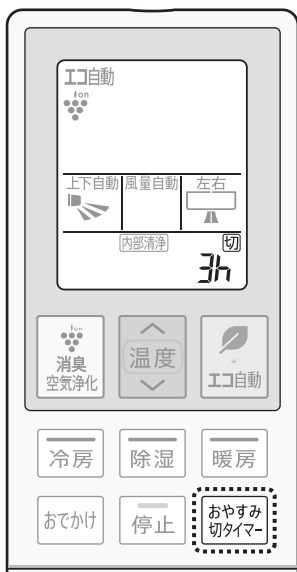 エコ自動
ion
上下自動 風量自動 左右
内部清浄 切
3h
ion
消臭
空気浄化
温度
エコ自動
冷房 除湿 暖房
おでかけ 停止 おやすみ
切タイマー